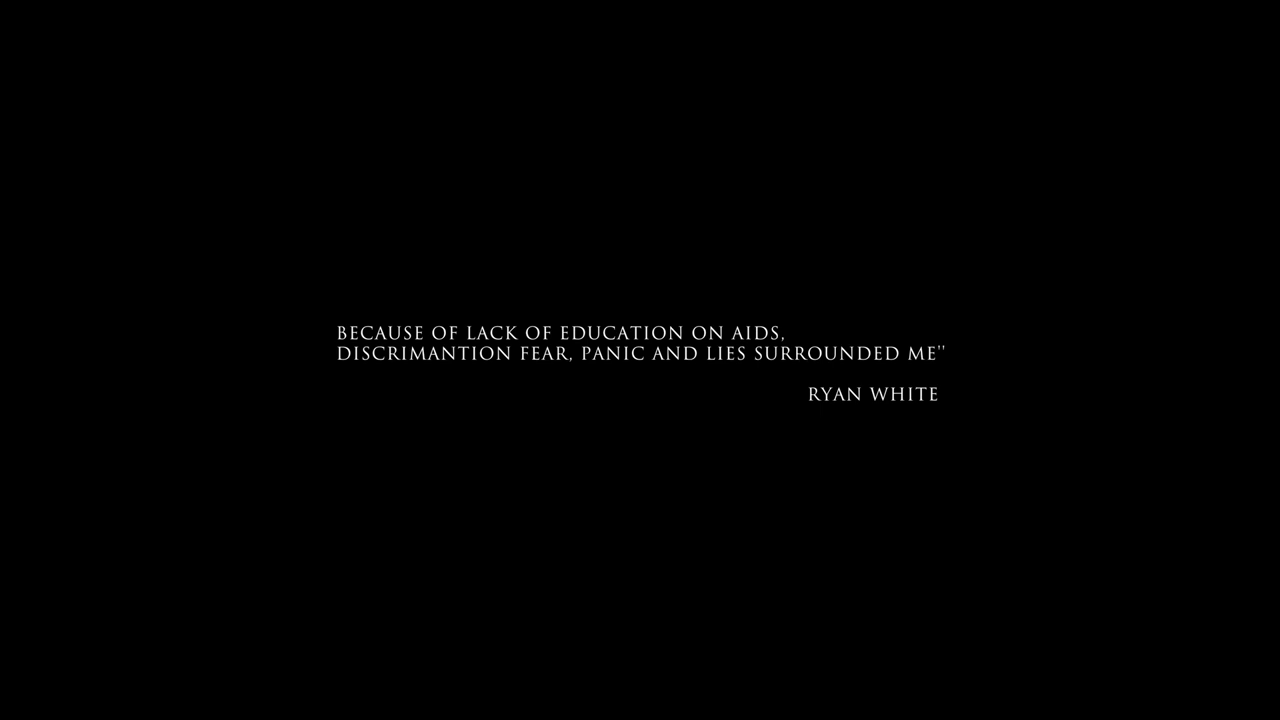 BECAUSE OF LACK OF EDUCATION ON AIDS,
DISCRIMANTION FEAR, PANIC AND LIES SURROUNDED ME''
RYAN WHITE